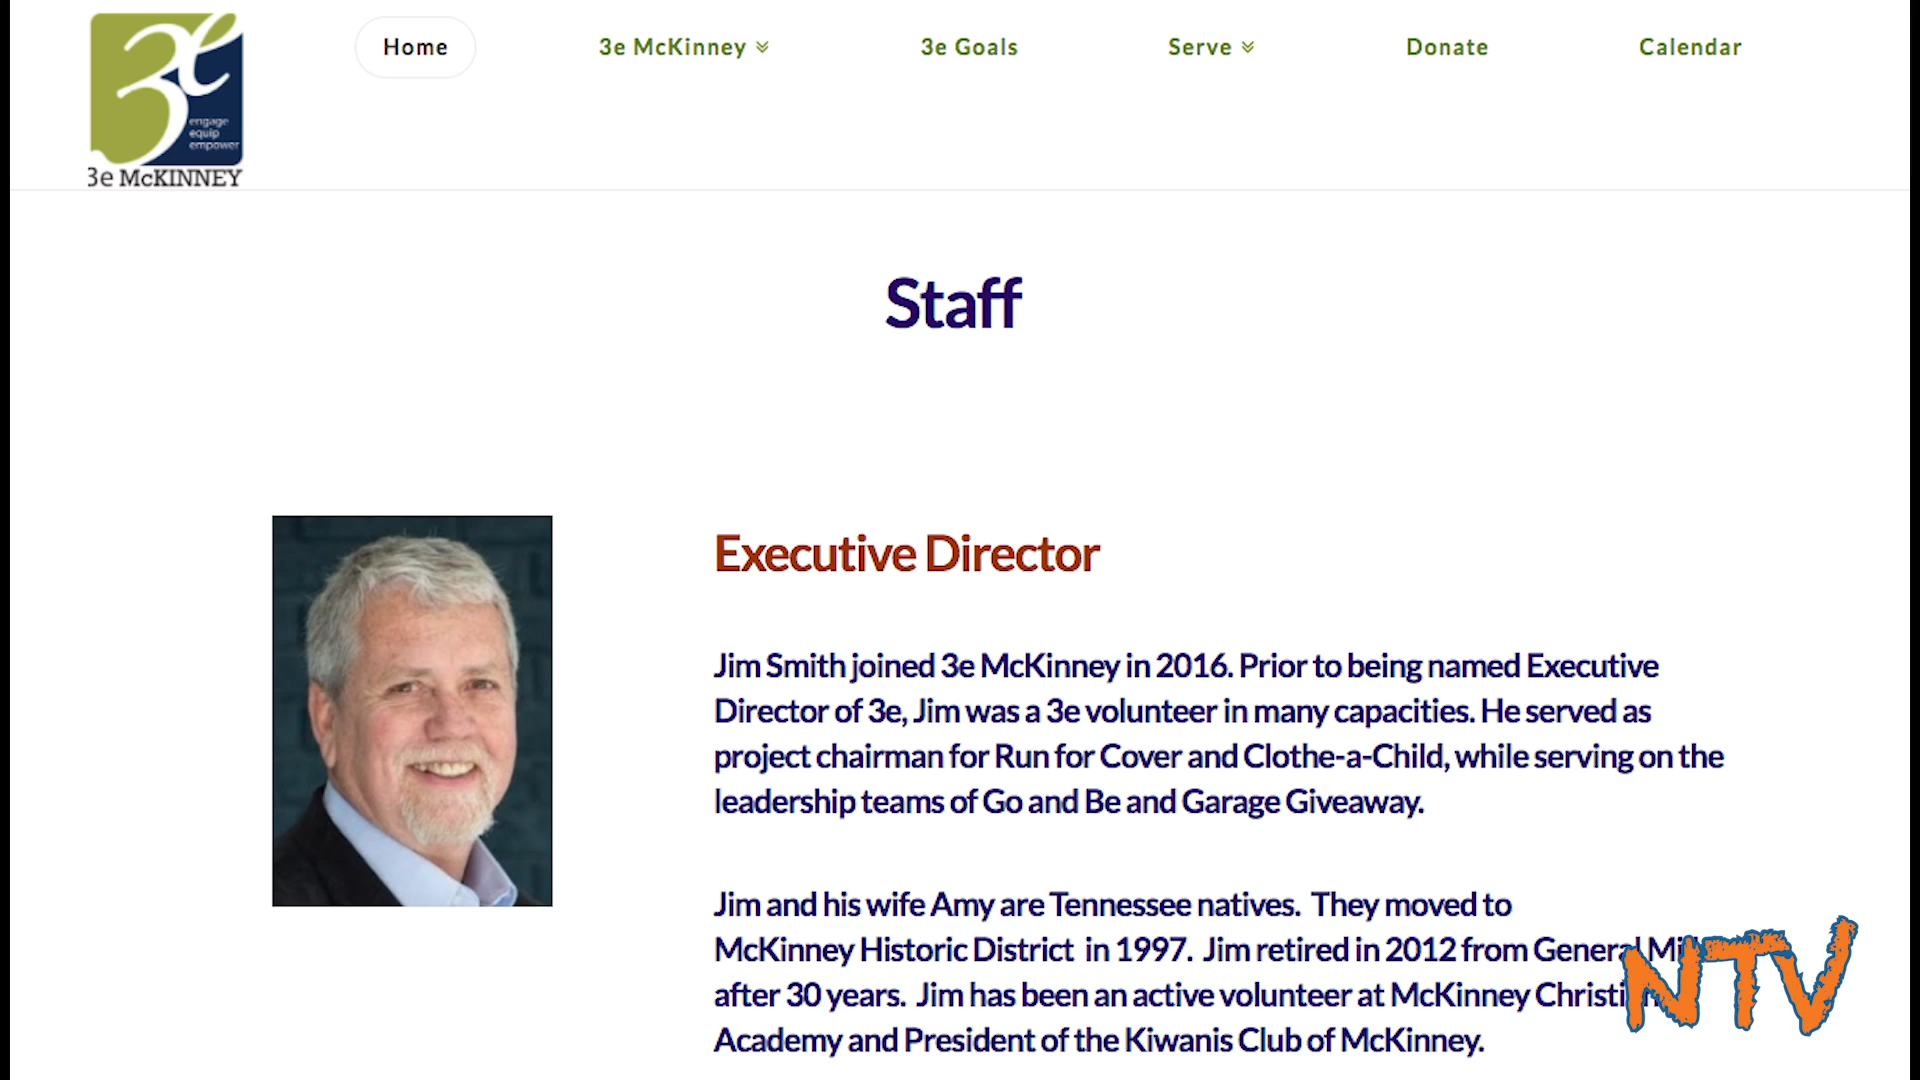 3e
engage
equip
empower
3e McKINNEY
Home
3e McKinney
3e Goals
Serve
Donate
Calendar
Staff
Executive Director
Jim Smith joined 3e McKinney in 2016. Prior to being named Executive
Director of 3e, Jim was a 3e volunteer in many capacities. He served as
project chairman for Run for Cover and Clothe-a-Child, while serving on the
leadership teams of Go and Be and Garage Giveaway.
Jim and his wife Amy are Tennessee natives. They moved to
McKinney Historic District in 1997. Jim retired in 2012 from General
after 30 years. Jim has been an active volunteer at McKinney
Academy and President of the Kiwanis Club of McKinney.
NTV